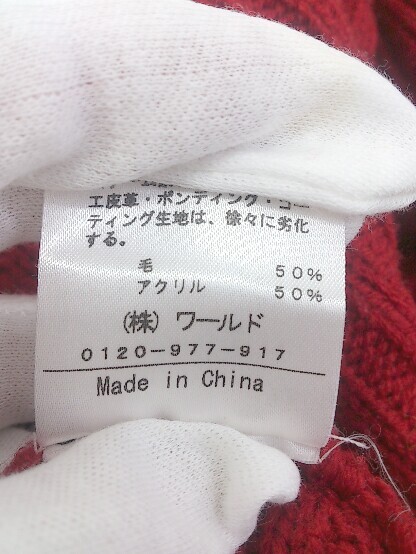 工皮革・ボンディング・コー
ティング生地は、徐々に劣化
する。
毛 50%
アクリル 50%
(株) ワールド
0120-977-917
Made in China